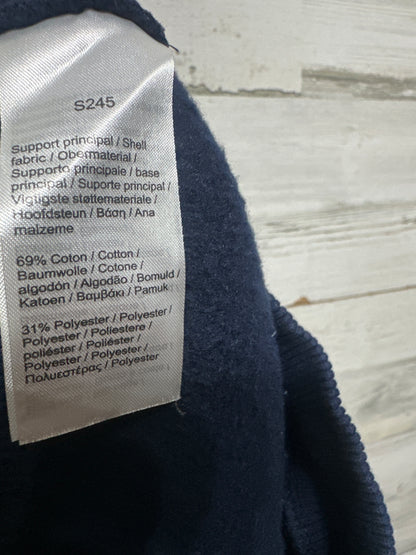 S245
Support principal / Shell
fabric / Obermaterial /
Supporto principale / base
principal / Suporte principal /
Vigtigste støttemateriale /
Hoofdsteun / Βάση / Ana
malzeme
69% Coton / Cotton /
Baumwolle / Cotone /
algodón / Algodão / Bomuld /
Katoen / Βαμβάκι / Pamuk
31% Polyester / Polyester /
Polyester / Poliestere /
poliéster / Poliéster /
Polyester / Polyester /
Πολυεστέρας / Polyester